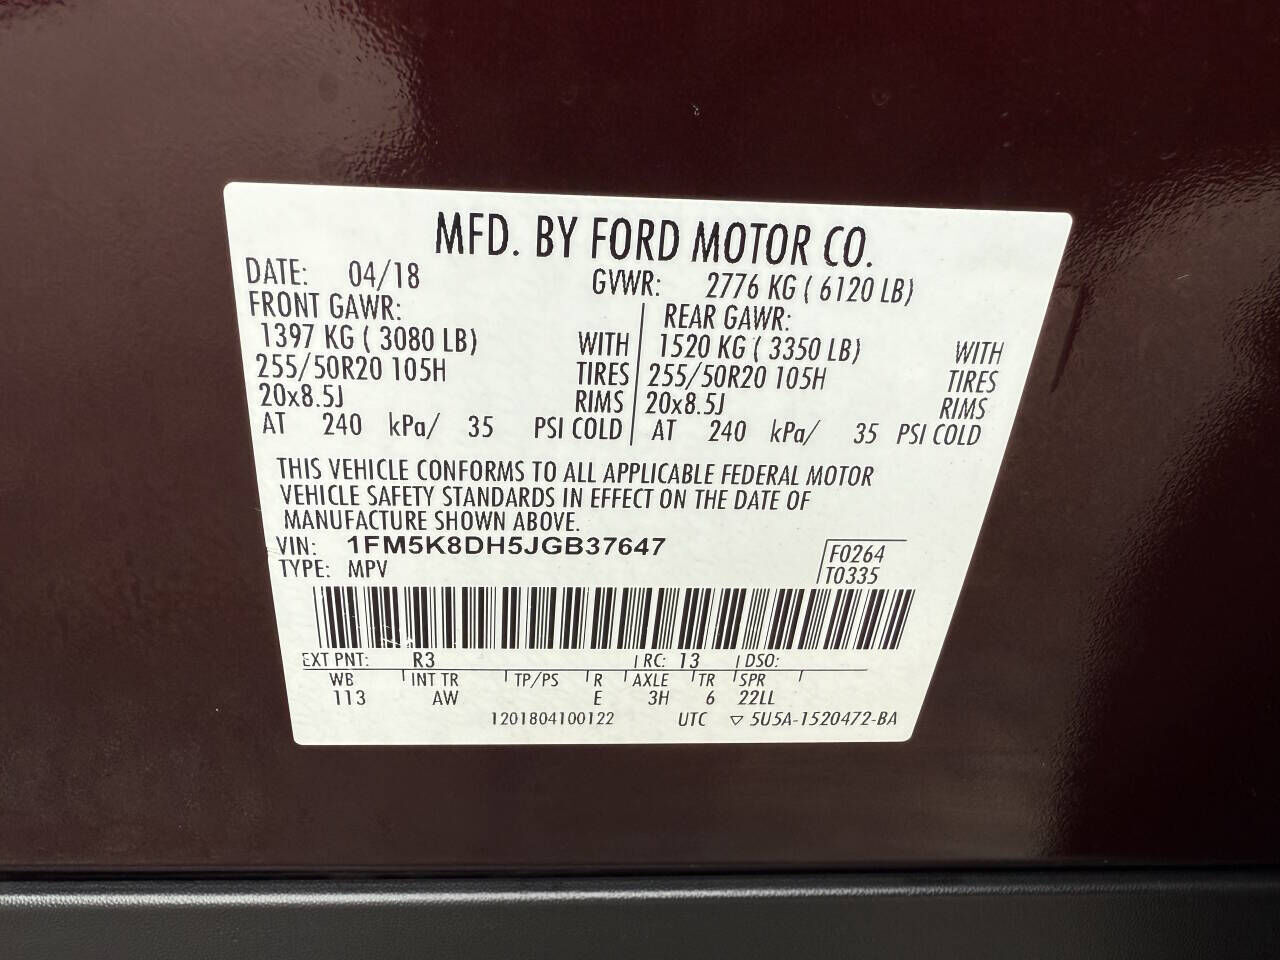 MFD. BY FORD MOTOR CO.
DATE: 04/18 GVWR: 2776 KG ( 6120 LB)
FRONT GAWR: REAR GAWR:
1397 KG ( 3080 LB) WITH 1520 KG ( 3350 LB) WITH
255/50R20 105H TIRES 255/50R20 105H TIRES
20x8.5J RIMS 20x8.5J RIMS
AT 240 kPa/ 35 PSI COLD AT 240 kPa/ 35 PSI COLD
THIS VEHICLE CONFORMS TO ALL APPLICABLE FEDERAL MOTOR
VEHICLE SAFETY STANDARDS IN EFFECT ON THE DATE OF
MANUFACTURE SHOWN ABOVE.
VIN: 1FM5K8DH5JGB37647 F0264
TYPE: MPV T0335
EXT PNT: R3 RC: 13 DSO:
WB INT TR TP/PS R AXLE TR SPR
113 AW E 3H 6 22LL
1201804100122 UTC ▽ 5U5A-1520472-BA